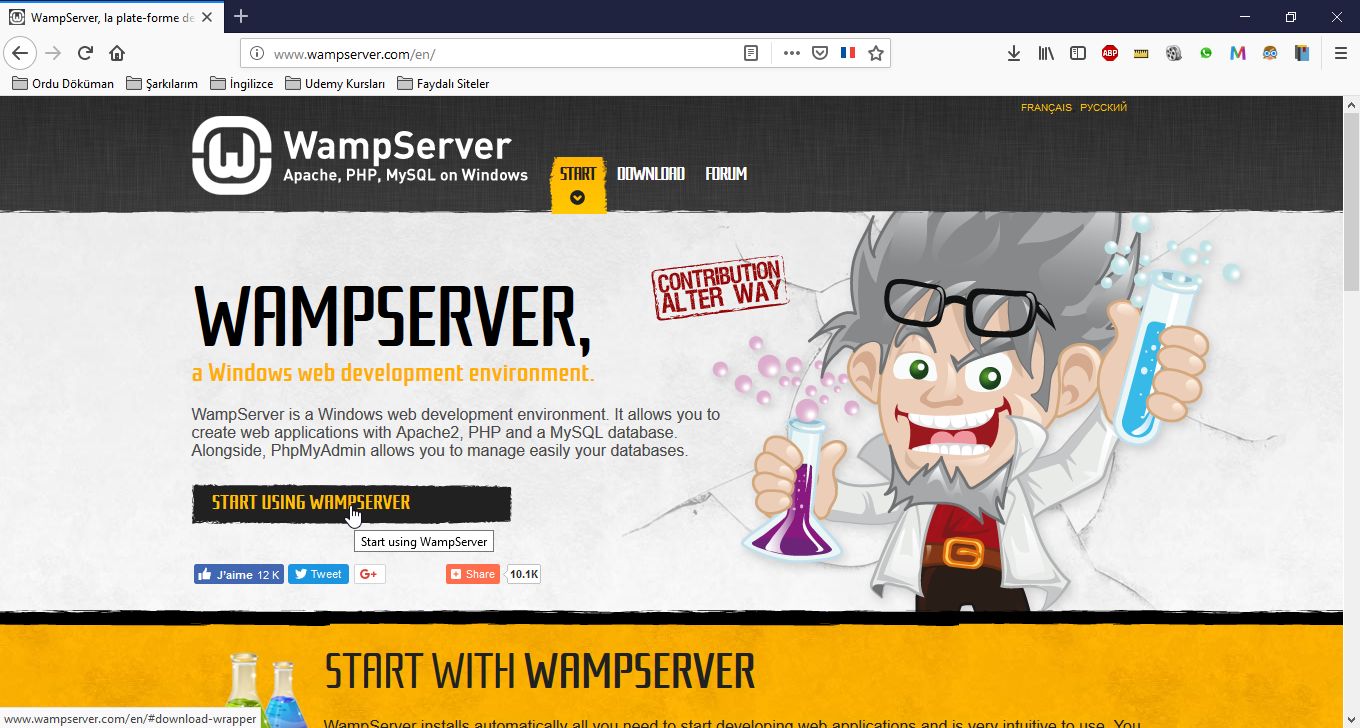 WampServer, la plate-forme de
www.wampserver.com/en/
ABP
Ordu Döküman
Şarkılarım
İngilizce
Udemy Kursları
Faydalı Siteler
FRANÇAIS РУССКИЙ
WampServer
Apache, PHP, MySQL on Windows
START DOWNLOAD FORUM
CONTRIBUTION
ALTER WAY
WAMPSERVER,
a Windows web development environment.
WampServer is a Windows web development environment. It allows you to
create web applications with Apache2, PHP and a MySQL database.
Alongside, PhpMyAdmin allows you to manage easily your databases.
START USING WAMPSERVER
Start using WampServer
J'aime 12 K
Tweet
G+
Share
10.1K
START WITH WAMPSERVER
WampServer installs automatically all you need to start developing web applications and is very intuitive to use. You
www.wampserver.com/en/#download-wrapper